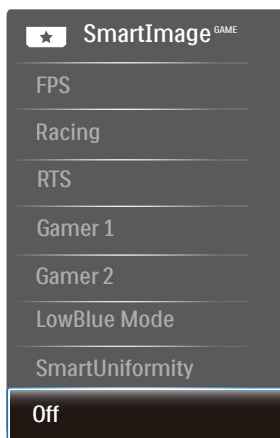 SmartImage GAME
FPS
Racing
RTS
Gamer 1
Gamer 2
LowBlue Mode
SmartUniformity
Off